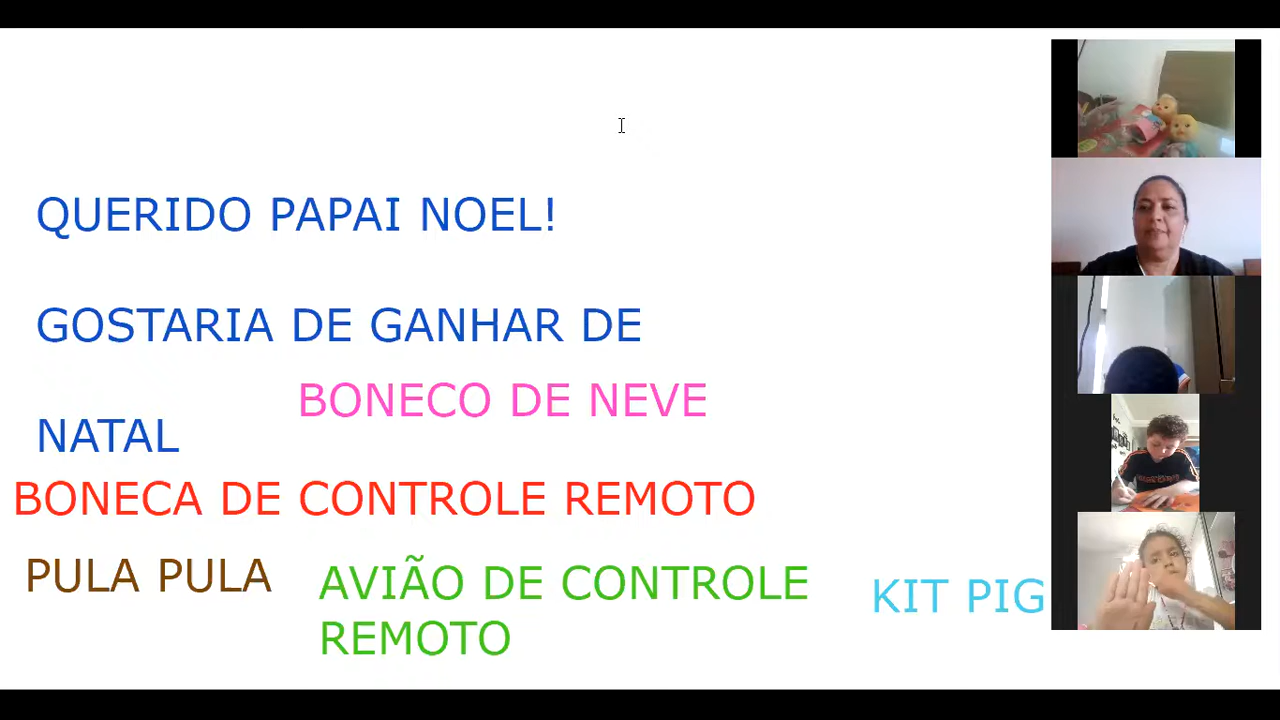 QUERIDO PAPAI NOEL!
GOSTARIA DE GANHAR DE
BONECO DE NEVE
NATAL
BONECA DE CONTROLE REMOTO
PULA PULA
AVIÃO DE CONTROLE
REMOTO
KIT PIG